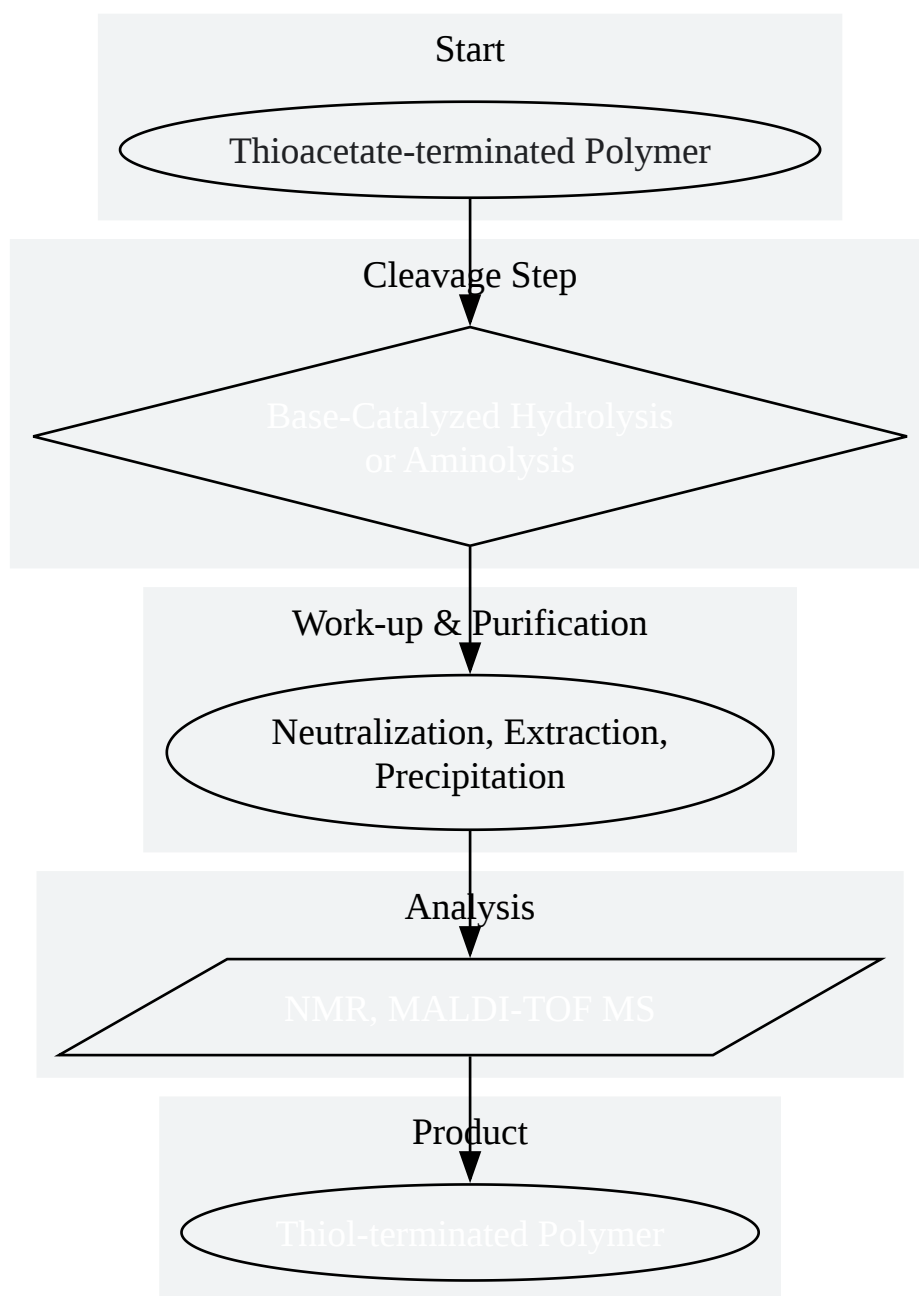 Start
Thioacetate-terminated Polymer
Cleavage Step
Base-Catalyzed Hydrolysis
or Aminolysis
Work-up & Purification
Neutralization, Extraction,
Precipitation
Analysis
NMR, MALDI-TOF MS
Product
Thiol-terminated Polymer